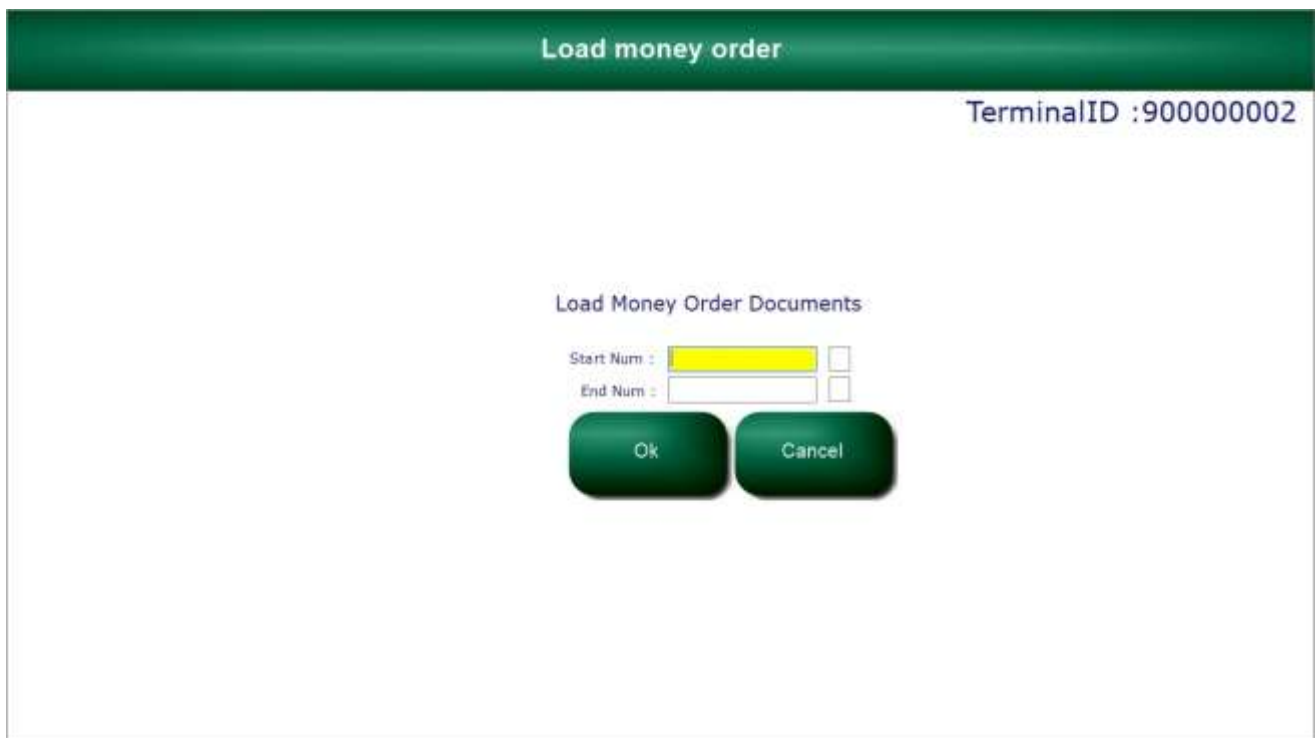 Load money order
TerminalID :900000002
Load Money Order Documents
Start Num :
End Num :
Ok Cancel